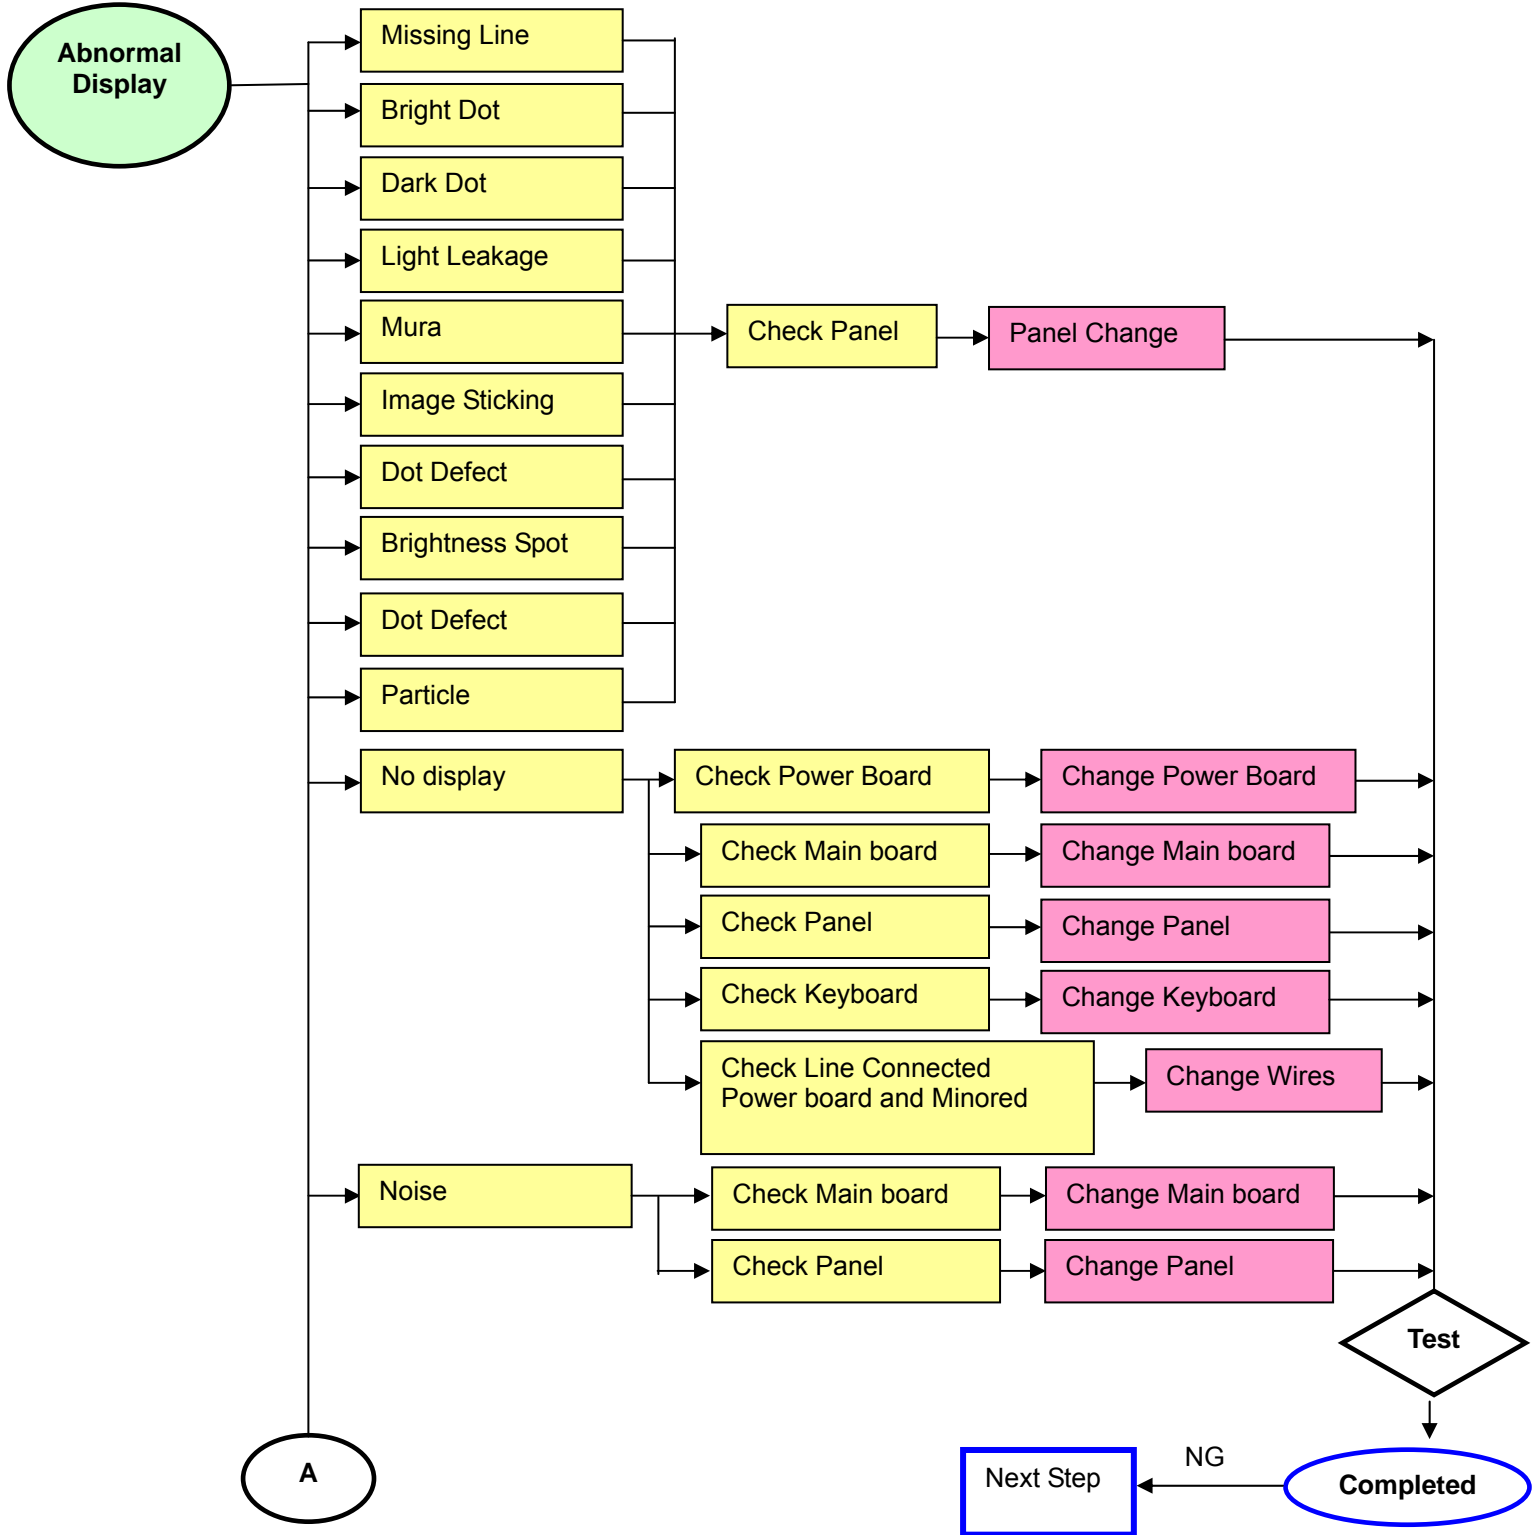 Abnormal
Display
Missing Line
Bright Dot
Dark Dot
Light Leakage
Mura
Check Panel
Panel Change
Image Sticking
Dot Defect
Brightness Spot
Dot Defect
Particle
No display
Check Power Board
Change Power Board
Check Main board
Change Main board
Check Panel
Change Panel
Check Keyboard
Change Keyboard
Check Line Connected
Power board and Minored
Change Wires
Noise
Check Main board
Change Main board
Check Panel
Change Panel
Test
A
Next Step
NG
Completed